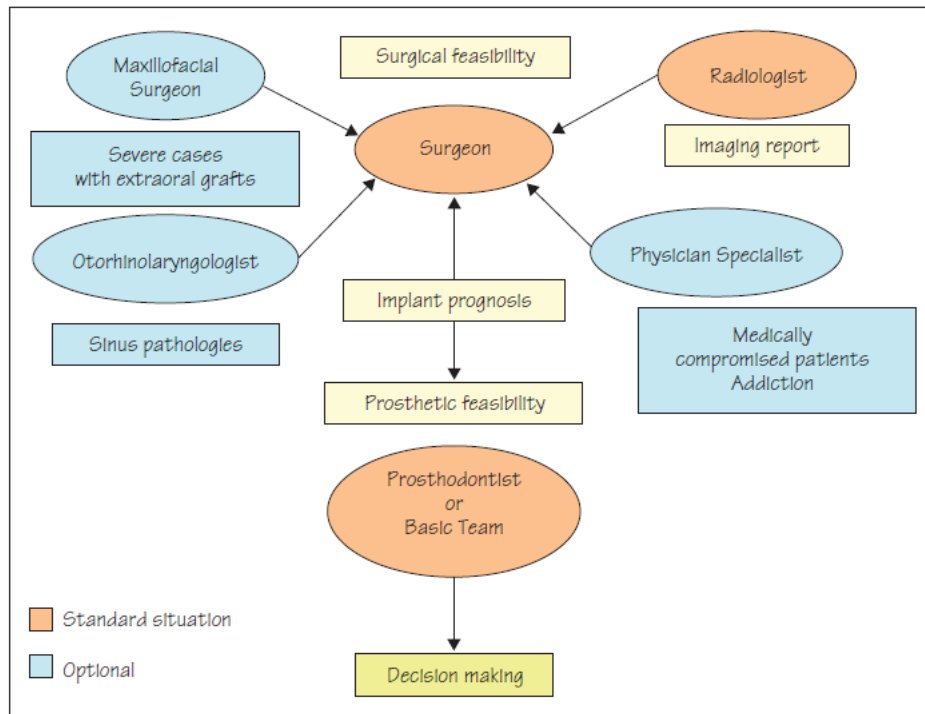 Maxillofacial
Surgeon
Surgical feasibility
Radiologist
Surgeon
Imaging report
Severe cases
with extraoral grafts
Otorhinolaryngologist
Physician Specialist
Implant prognosis
Sinus pathologies
Medically
compromised patients
Addiction
Prosthetic feasibility
Prosthodontist
or
Basic Team
Standard situation
Optional
Decision making